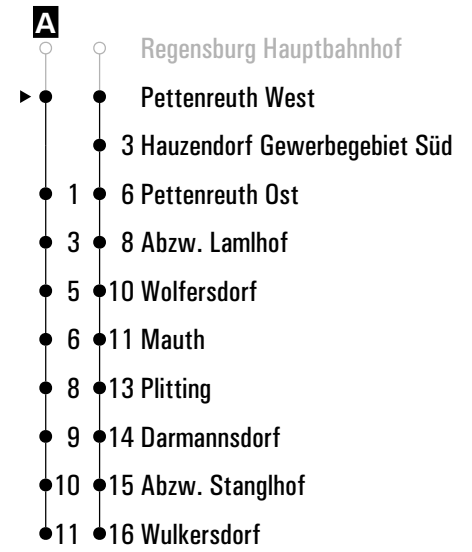 A
Regensburg Hauptbahnhof
Pettenreuth West
3 Hauzendorf Gewerbegebiet Süd
1 6 Pettenreuth Ost
3 8 Abzw. Lamlhof
5 10 Wolfersdorf
6 11 Mauth
8 13 Plitting
9 14 Darmannsdorf
10 15 Abzw. Stanglhof
11 16 Wulkersdorf